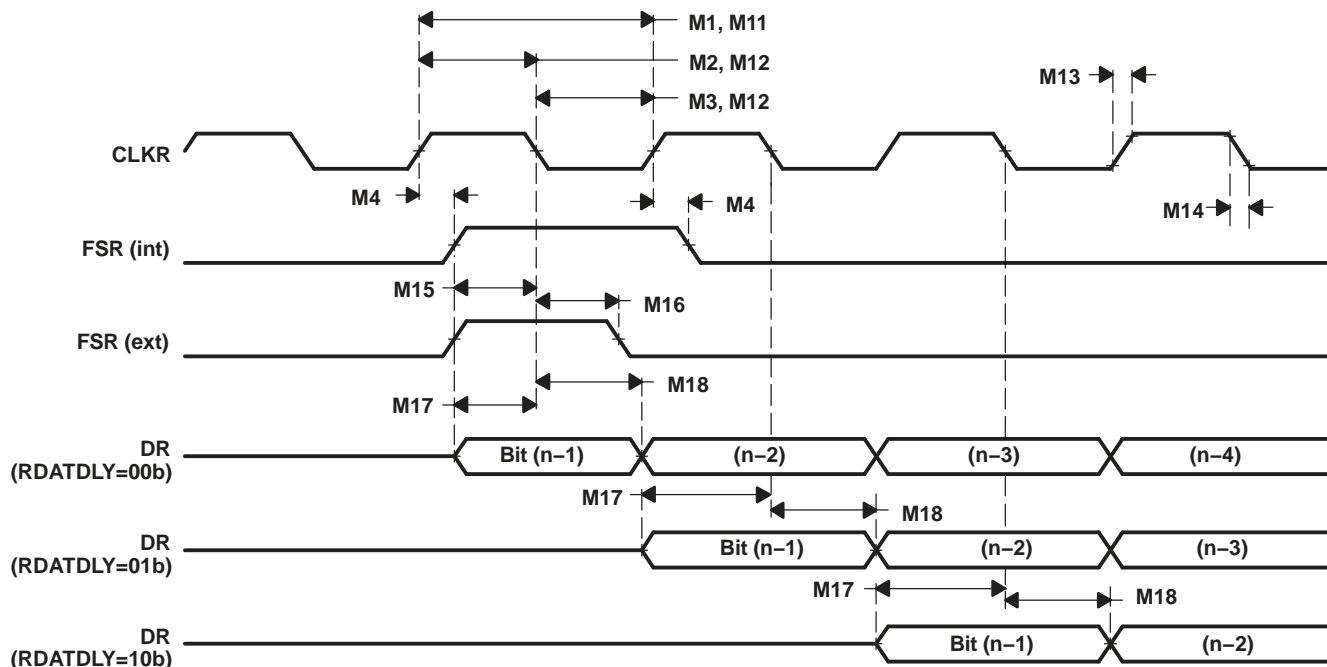 M1, M11
M2, M12
M3, M12
M13
CLKR
M4
M4
M14
FSR (int)
M15
M16
FSR (ext)
M18
M17
DR
(RDATDLY=00b)
Bit (n−1)
(n−2)
(n−3)
(n−4)
M17
M18
DR
(RDATDLY=01b)
Bit (n−1)
(n−2)
(n−3)
M17
M18
DR
(RDATDLY=10b)
Bit (n−1)
(n−2)